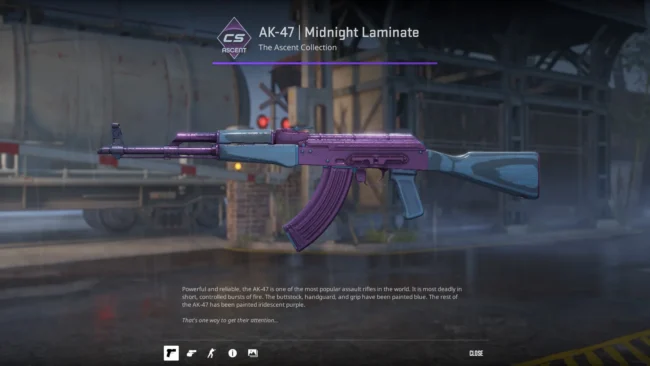 CS
ASCENT
AK-47 | Midnight Laminate
The Ascent Collection
Powerful and reliable, the AK-47 is one of the most popular assault rifles in the world. It is most deadly in
short, controlled bursts of fire. The buttstock, handguard, and grip have been painted blue. The rest of
the AK-47 has been painted iridescent purple.
That's one way to get their attention...
CLOSE